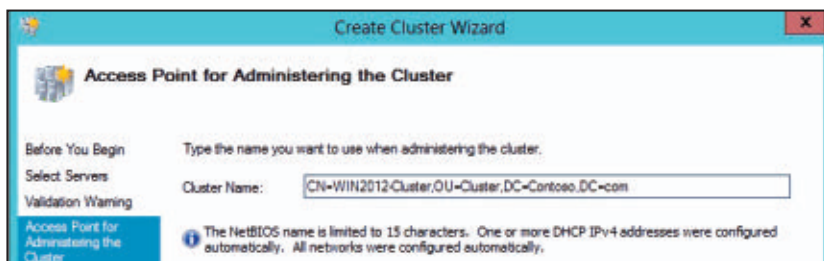 Create Cluster Wizard
x
Access Point for Administering the Cluster
Before You Begin
Select Servers
Validation Warning
Access Point for
Administering the
Cluster
Type the name you want to use when administering the cluster.
Cluster Name:
CN=WIN2012-Cluster,OU=Cluster,DC=Contoso,DC=com
The NetBIOS name is limited to 15 characters. One or more DHCP IPv4 addresses were configured
automatically. All networks were configured automatically.